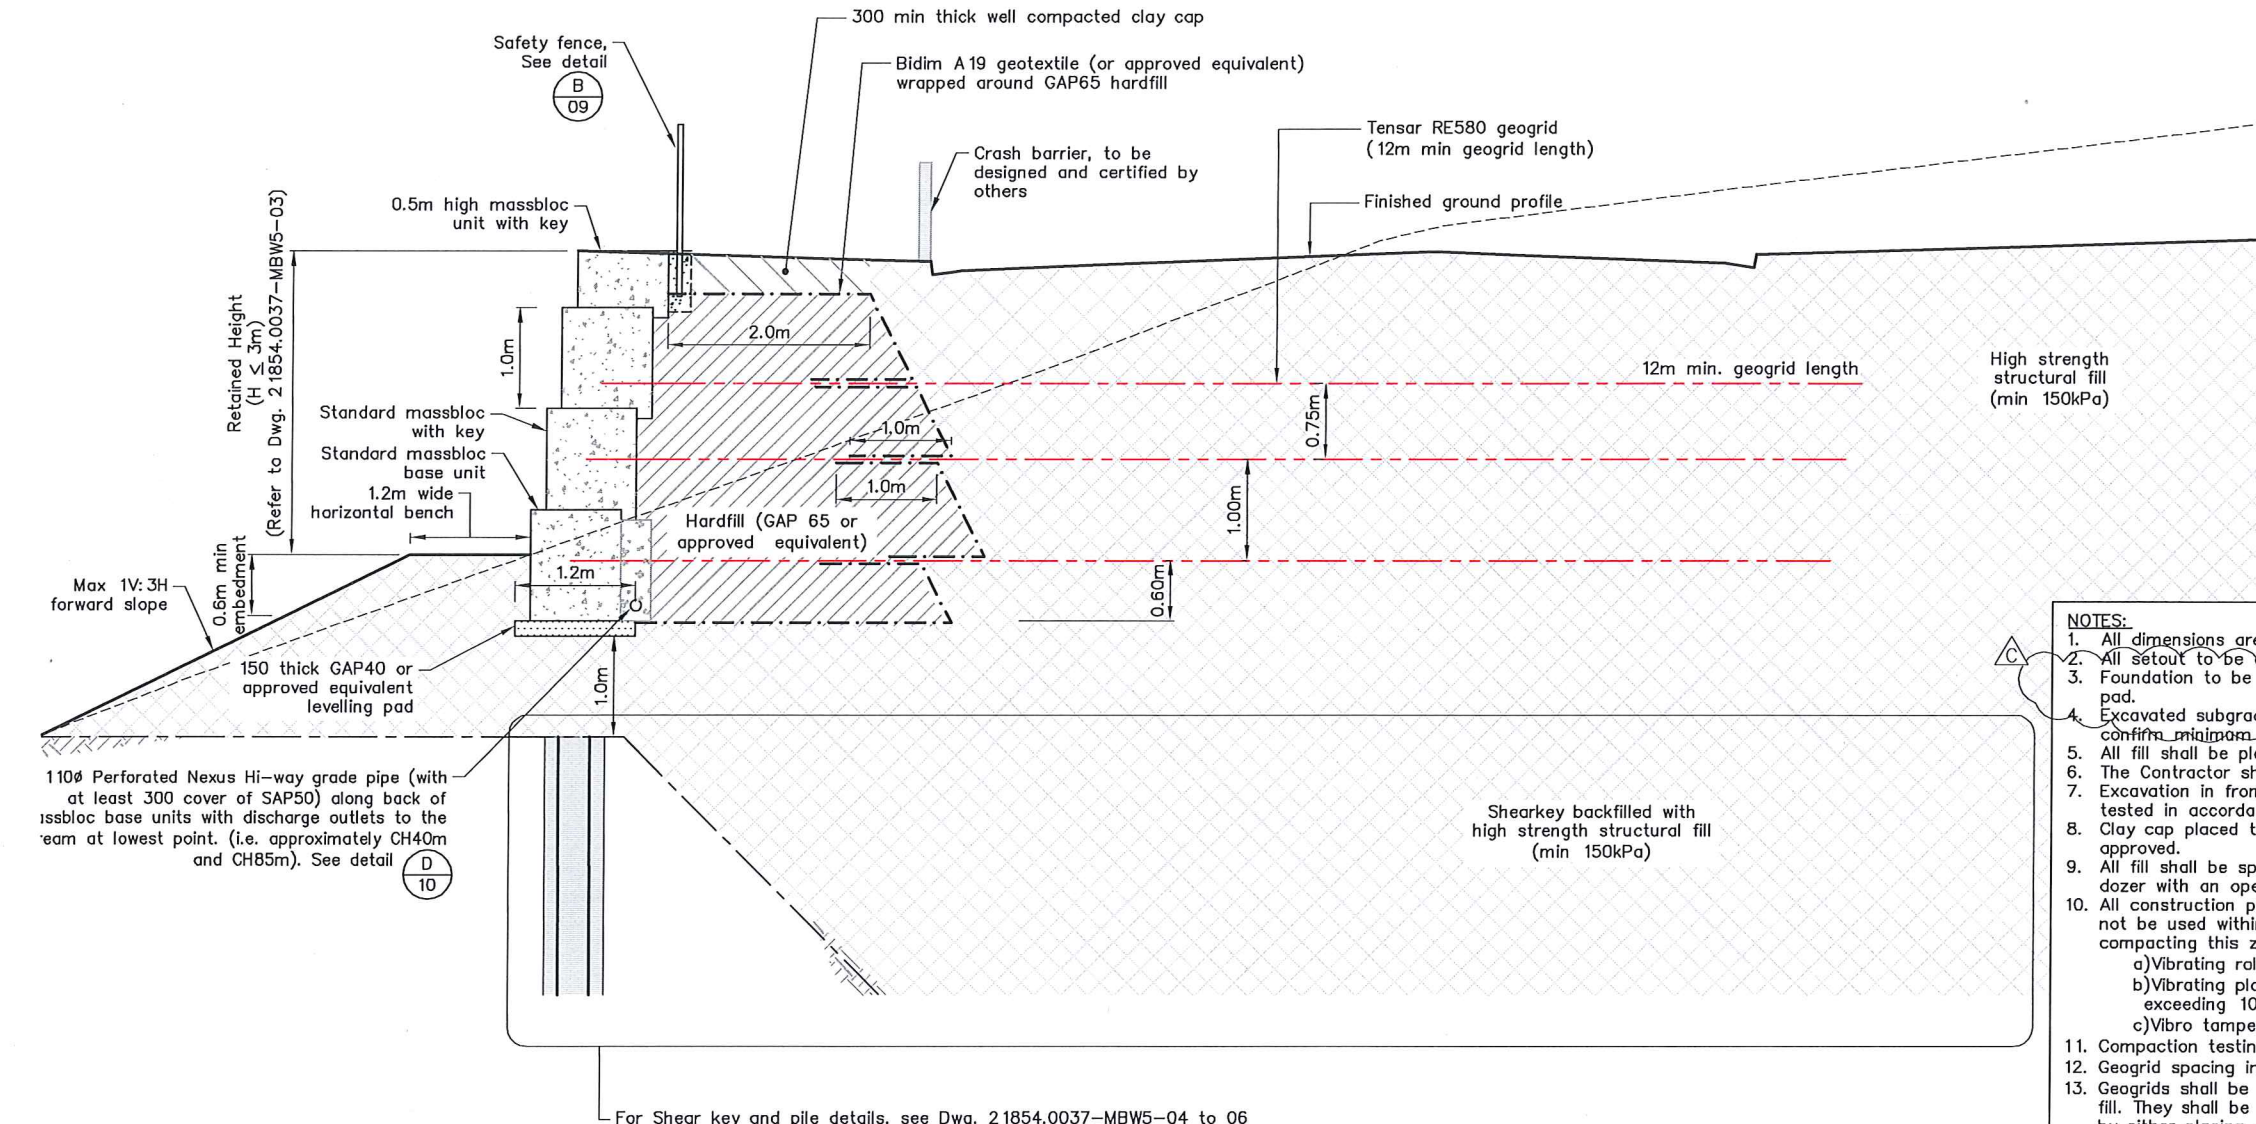 300 min thick well compacted clay cap
Safety fence,
See detail
B
09
Bidim A19 geotextile (or approved equivalent)
wrapped around GAP65 hardfill
Tensar RE580 geogrid
(12m min geogrid length)
Crash barrier, to be
designed and certified by
others
Finished ground profile
0.5m high massbloc
unit with key
Retained Height
(H ≤ 3m)
(Refer to Dwg. 21854.0037-MBW5-03)
2.0m
1.0m
12m min. geogrid length
High strength
structural fill
(min 150kPa)
0.75m
Standard massbloc
with key
Standard massbloc
base unit
1.2m wide
horizontal bench
1.0m
1.0m
1.00m
Hardfill (GAP 65 or
approved equivalent)
0.6m min
embedment
1.2m
0.60m
Max 1V:3H
forward slope
150 thick GAP40 or
approved equivalent
levelling pad
1.0m
110ø Perforated Nexus Hi-way grade pipe (with
at least 300 cover of SAP50) along back of
ssbloc base units with discharge outlets to the
eam at lowest point. (i.e. approximately CH40m
and CH85m). See detail
D
10
Shearkey backfilled with
high strength structural fill
(min 150kPa)
For Shear key and pile details, see Dwg. 21854.0037-MBW5-04 to 06
C
NOTES:
1. All dimensions are
2. All setout to be
3. Foundation to be
pad.
4. Excavated subgra
confirm minimum
5. All fill shall be pl
6. The Contractor sh
7. Excavation in fron
tested in accorda
8. Clay cap placed t
approved.
9. All fill shall be sp
dozer with an ope
10. All construction p
not be used within
compacting this z
a)Vibrating rol
b)Vibrating pla
exceeding 10
c)Vibro tampe
11. Compaction testin
12. Geogrid spacing in
13. Geogrids shall be
fill. They shall be
by either placing